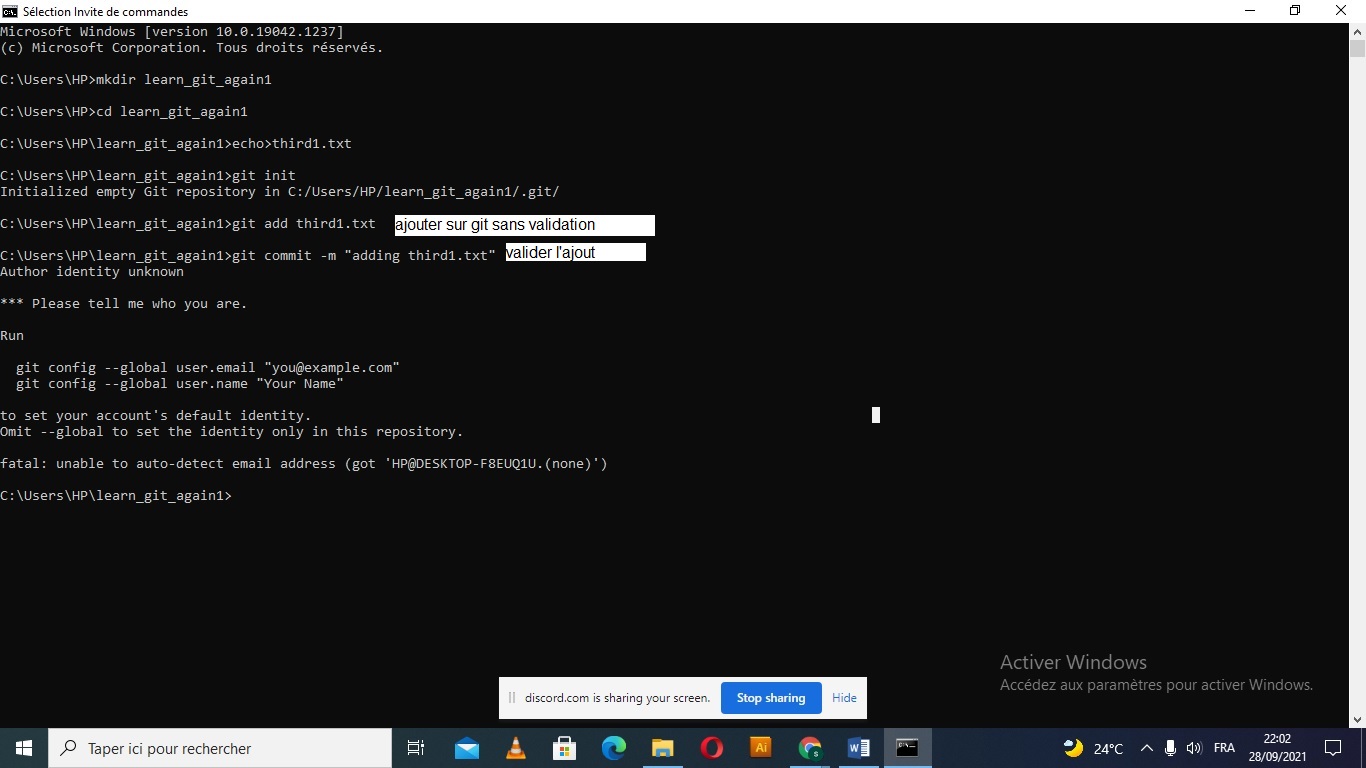 Sélection Invite de commandes
Microsoft Windows [version 10.0.19042.1237]
(c) Microsoft Corporation. Tous droits réservés.
C:\Users\HP>mkdir learn_git_again1
C:\Users\HP>cd learn_git_again1
C:\Users\HP\learn_git_again1>echo>third1.txt
C:\Users\HP\learn_git_again1>git init
Initialized empty Git repository in C:/Users/HP/learn_git_again1/.git/
C:\Users\HP\learn_git_again1>git add third1.txt ajouter sur git sans validation
C:\Users\HP\learn_git_again1>git commit -m "adding third1.txt" valider l'ajout
Author identity unknown
*** Please tell me who you are.
Run
git config --global user.email "you@example.com"
git config --global user.name "Your Name"
to set your account's default identity.
Omit --global to set the identity only in this repository.
fatal: unable to auto-detect email address (got 'HP@DESKTOP-F8EUQ1U.(none)')
C:\Users\HP\learn_git_again1>
Activer Windows
Accédez aux paramètres pour activer Windows.
discord.com is sharing your screen. Stop sharing Hide
Taper ici pour rechercher
Ai
24°C
FRA
22:02
28/09/2021